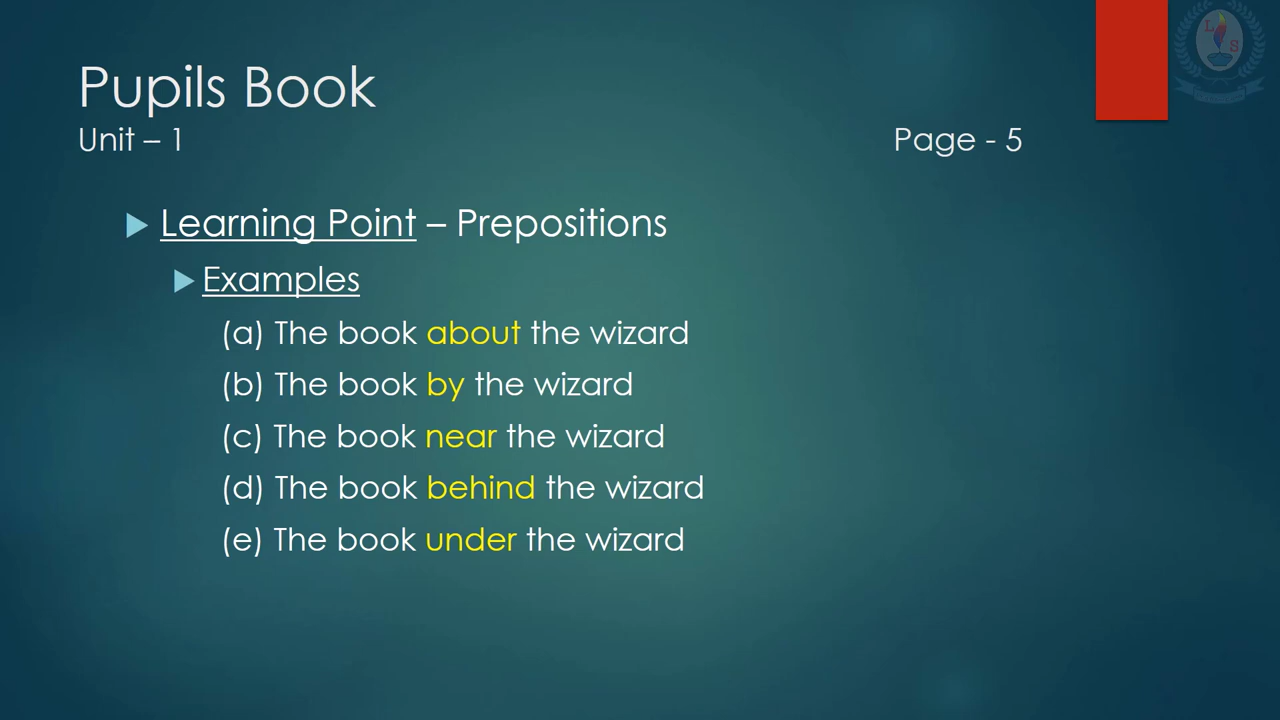 Pupils Book
Unit – 1 Page - 5
Learning Point – Prepositions
Examples
(a) The book about the wizard
(b) The book by the wizard
(c) The book near the wizard
(d) The book behind the wizard
(e) The book under the wizard
L
S